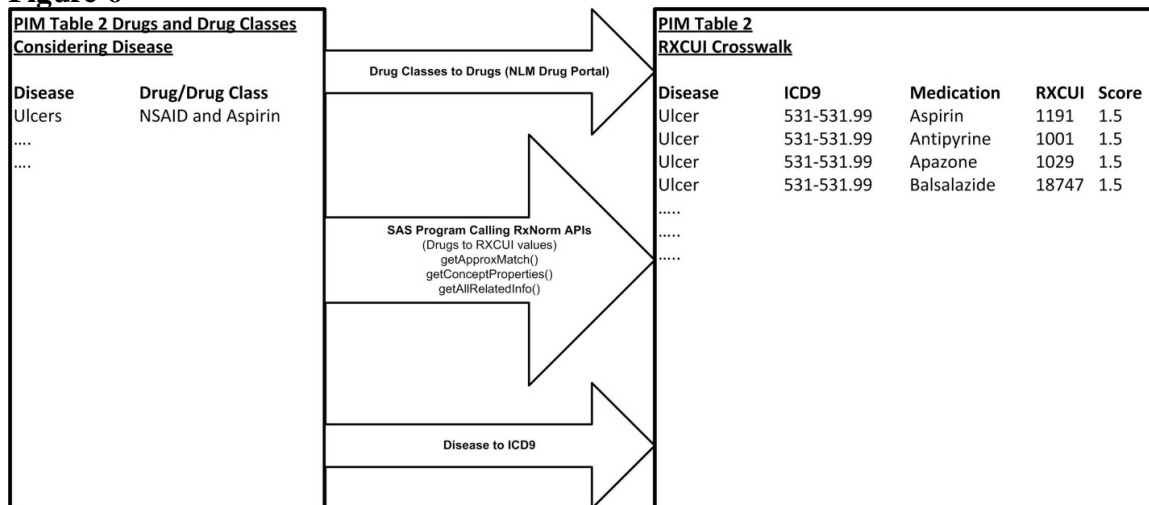 PIM Table 2 Drugs and Drug Classes
Considering Disease
Disease Drug/Drug Class
Ulcers NSAID and Aspirin
....
....
Drug Classes to Drugs (NLM Drug Portal)
SAS Program Calling RxNorm APIs
(Drugs to RXCUI values)
getApproxMatch()
getConceptProperties()
getAllRelatedInfo()
Disease to ICD9
PIM Table 2
RXCUI Crosswalk
Disease ICD9 Medication RXCUI Score
Ulcer 531-531.99 Aspirin 1191 1.5
Ulcer 531-531.99 Antipyrine 1001 1.5
Ulcer 531-531.99 Apazone 1029 1.5
Ulcer 531-531.99 Balsalazide 18747 1.5
.....
.....
.....